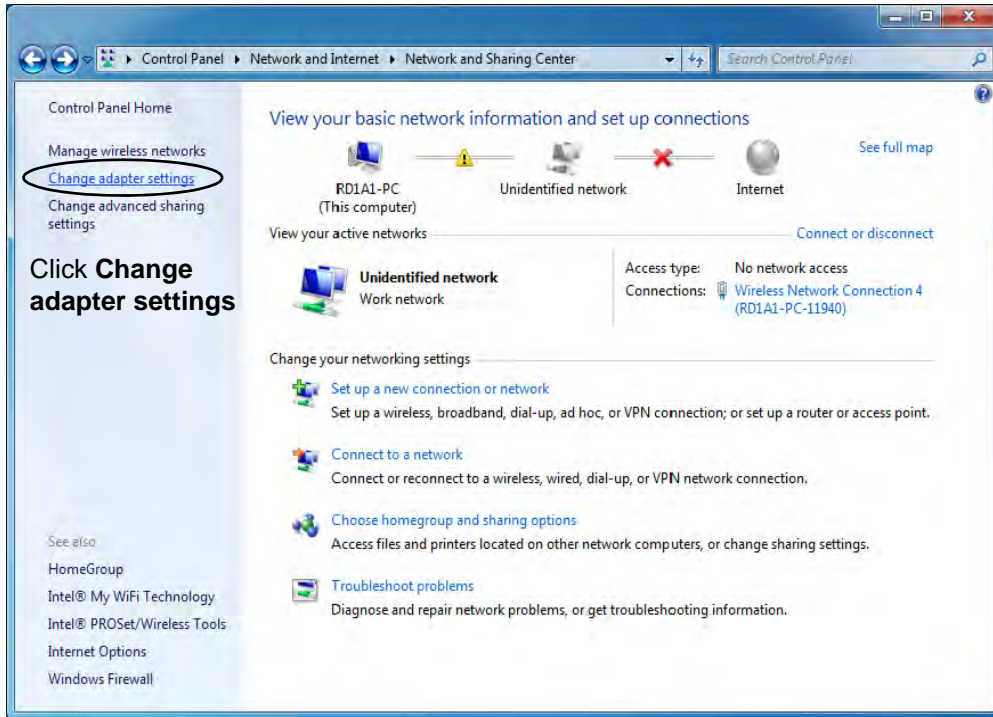 Control Panel ▸ Network and Internet ▸ Network and Sharing Center
Search Control Panel
Control Panel Home
Manage wireless networks
Change adapter settings
Change advanced sharing
settings
Click Change
adapter settings
See also
HomeGroup
Intel® My WiFi Technology
Intel® PROSet/Wireless Tools
Internet Options
Windows Firewall
View your basic network information and set up connections
See full map
RD1A1-PC
(This computer)
Unidentified network
Internet
View your active networks
Connect or disconnect
Unidentified network
Work network
Access type: No network access
Connections: Wireless Network Connection 4
(RD1A1-PC-11940)
Change your networking settings
Set up a new connection or network
Set up a wireless, broadband, dial-up, ad hoc, or VPN connection; or set up a router or access point.
Connect to a network
Connect or reconnect to a wireless, wired, dial-up, or VPN network connection.
Choose homegroup and sharing options
Access files and printers located on other network computers, or change sharing settings.
Troubleshoot problems
Diagnose and repair network problems, or get troubleshooting information.